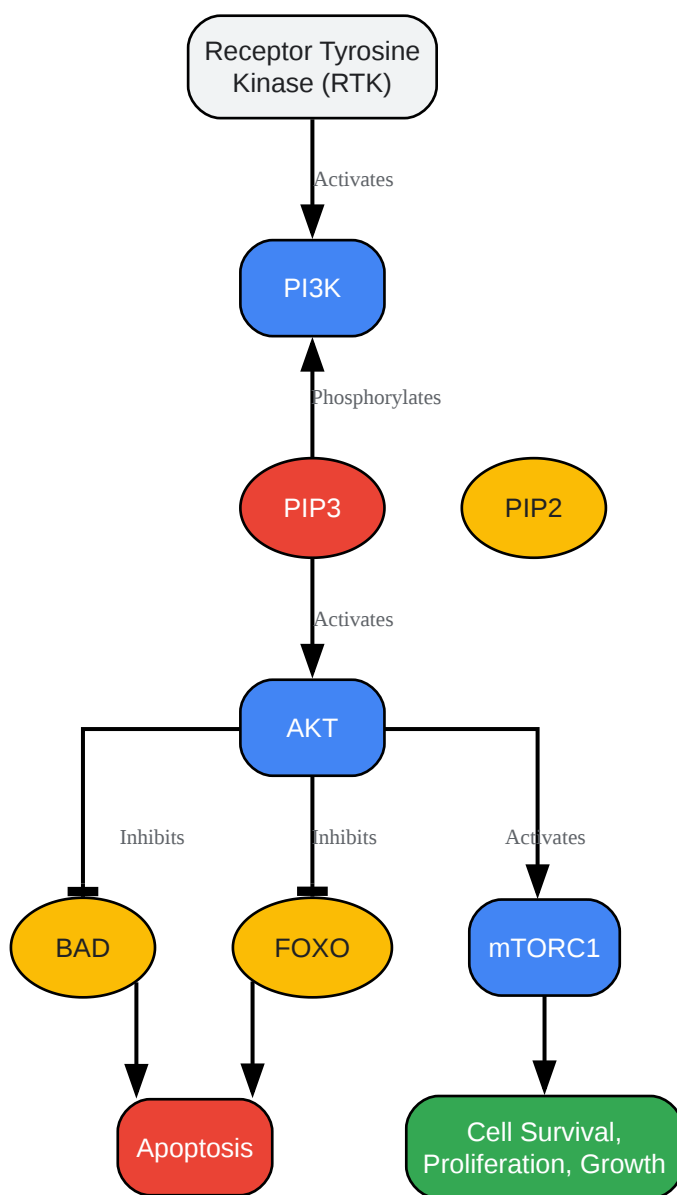 Receptor Tyrosine
Kinase (RTK)
Activates
PI3K
Phosphorylates
PIP3
PIP2
Activates
AKT
Inhibits
Inhibits
Activates
BAD
FOXO
mTORC1
Apoptosis
Cell Survival,
Proliferation, Growth